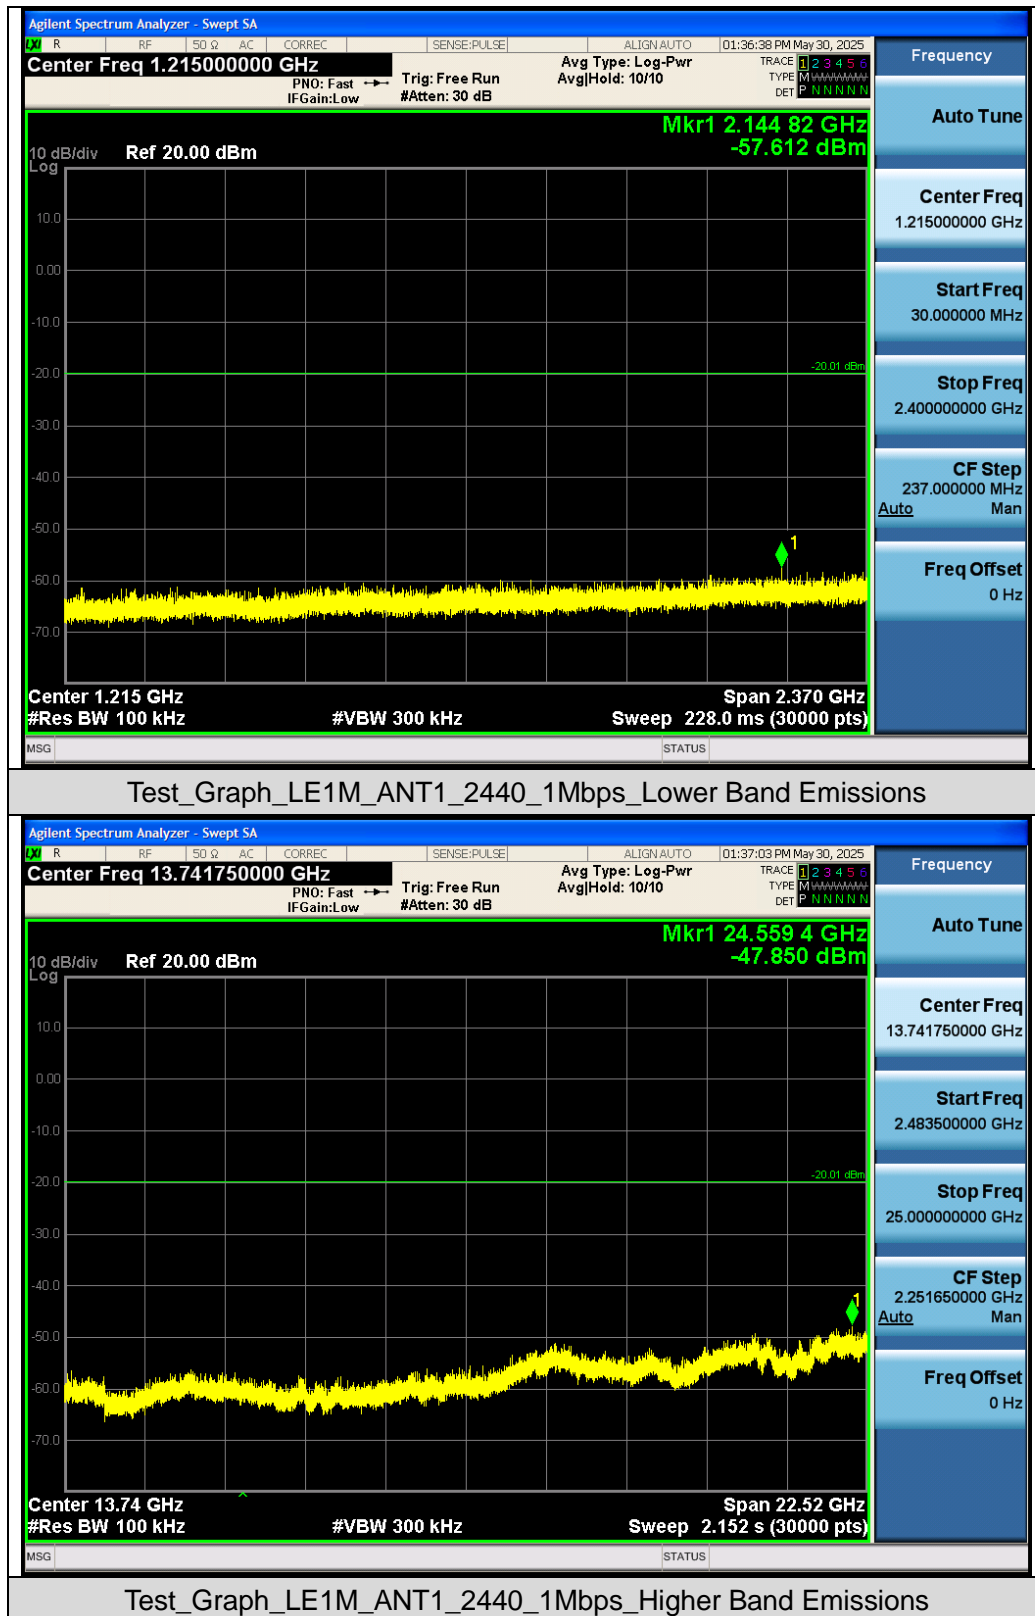 Agilent Spectrum Analyzer - Swept SA
LXI R RF 50 Ω AC CORREC SENSE:PULSE ALIGN AUTO 01:36:38 PM May 30, 2025
Center Freq 1.215000000 GHz
PNO: Fast
IFGain:Low
Trig: Free Run
#Atten: 30 dB
Avg Type: Log-Pwr
Avg|Hold: 10/10
TRACE 1 2 3 4 5 6
TYPE M WWWWW
DET P N N N N N
Mkr1 2.144 82 GHz
-57.612 dBm
10 dB/div Ref 20.00 dBm
Log
10.0
0.00
-10.0
-20.01 dBm
-20.0
-30.0
-40.0
-50.0
1
-60.0
-70.0
Center 1.215 GHz Span 2.370 GHz
#Res BW 100 kHz #VBW 300 kHz Sweep 228.0 ms (30000 pts)
MSG STATUS
Frequency
Auto Tune
Center Freq
1.215000000 GHz
Start Freq
30.000000 MHz
Stop Freq
2.400000000 GHz
CF Step
237.000000 MHz
Auto Man
Freq Offset
0 Hz
Test_Graph_LE1M_ANT1_2440_1Mbps_Lower Band Emissions
Agilent Spectrum Analyzer - Swept SA
LXI R RF 50 Ω AC CORREC SENSE:PULSE ALIGN AUTO 01:37:03 PM May 30, 2025
Center Freq 13.741750000 GHz
PNO: Fast
IFGain:Low
Trig: Free Run
#Atten: 30 dB
Avg Type: Log-Pwr
Avg|Hold: 10/10
TRACE 1 2 3 4 5 6
TYPE M WWWWW
DET P N N N N N
Mkr1 24.559 4 GHz
-47.850 dBm
10 dB/div Ref 20.00 dBm
Log
10.0
0.00
-10.0
-20.01 dBm
-20.0
-30.0
-40.0
1
-50.0
-60.0
-70.0
Center 13.74 GHz Span 22.52 GHz
#Res BW 100 kHz #VBW 300 kHz Sweep 2.152 s (30000 pts)
MSG STATUS
Frequency
Auto Tune
Center Freq
13.741750000 GHz
Start Freq
2.483500000 GHz
Stop Freq
25.000000000 GHz
CF Step
2.251650000 GHz
Auto Man
Freq Offset
0 Hz
Test_Graph_LE1M_ANT1_2440_1Mbps_Higher Band Emissions